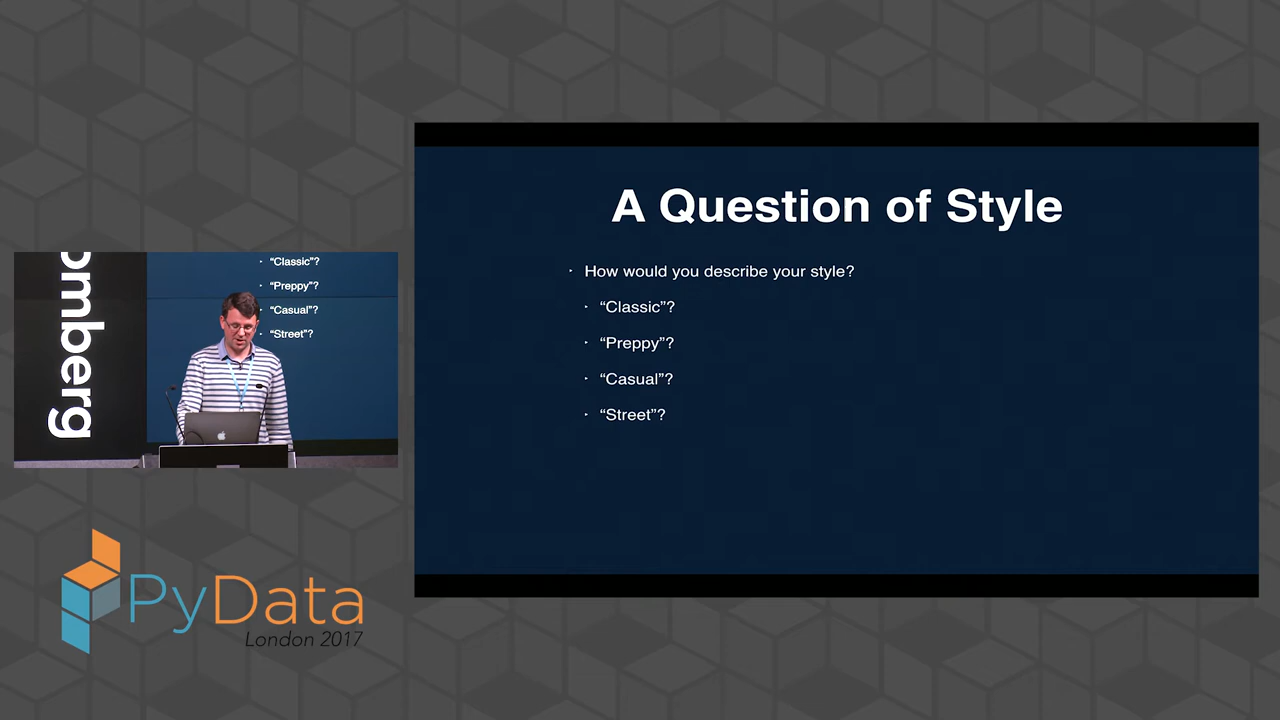 A Question of Style
‣ How would you describe your style?
‣ “Classic”?
‣ “Preppy”?
‣ “Casual”?
‣ “Street”?
omberg
‣ “Classic”?
‣ “Preppy”?
‣ “Casual”?
‣ “Street”?
PyData
London 2017